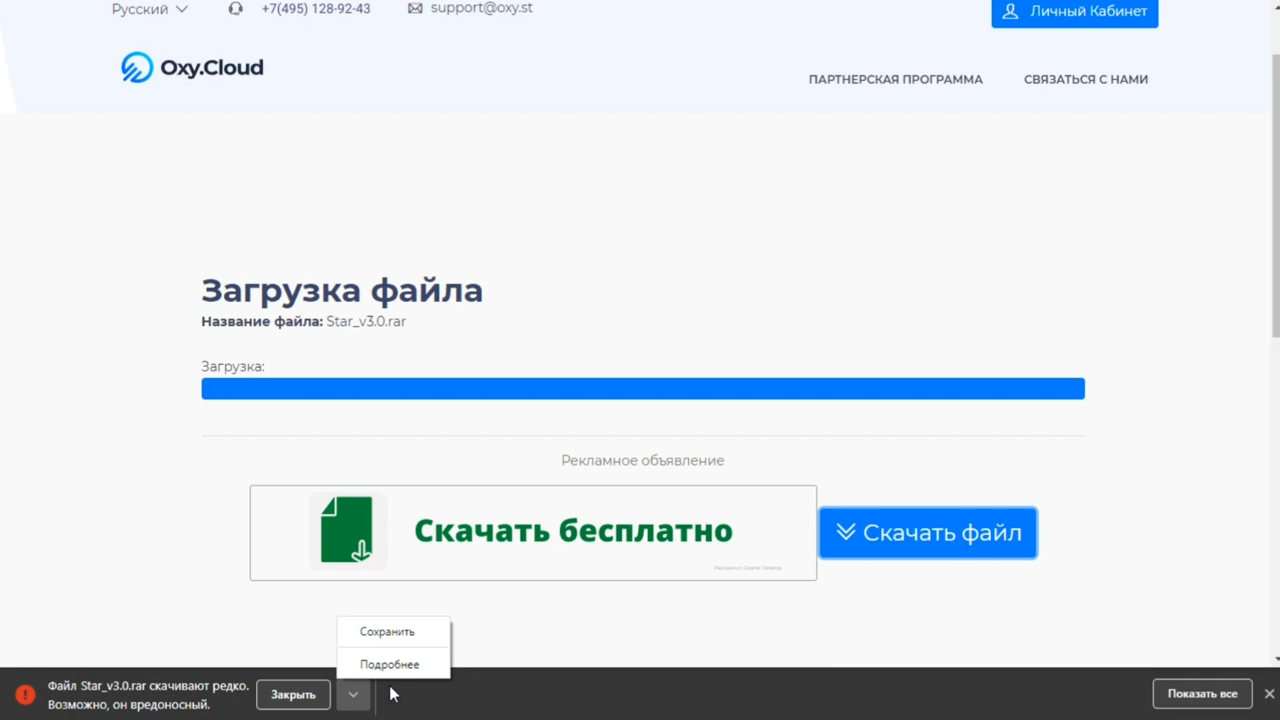 Русский
+7(495) 128-92-43
support@oxy.st
Личный Кабинет
Oxy.Cloud
ПАРТНЕРСКАЯ ПРОГРАММА
СВЯЗАТЬСЯ С НАМИ
Загрузка файла
Название файла: Star_v3.0.rar
Загрузка:
Рекламное объявление
Скачать бесплатно
Скачать файл
Сохранить
Подробнее
Файл Star_v3.0.rar скачивают редко.
Возможно, он вредоносный.
Закрыть
Показать все